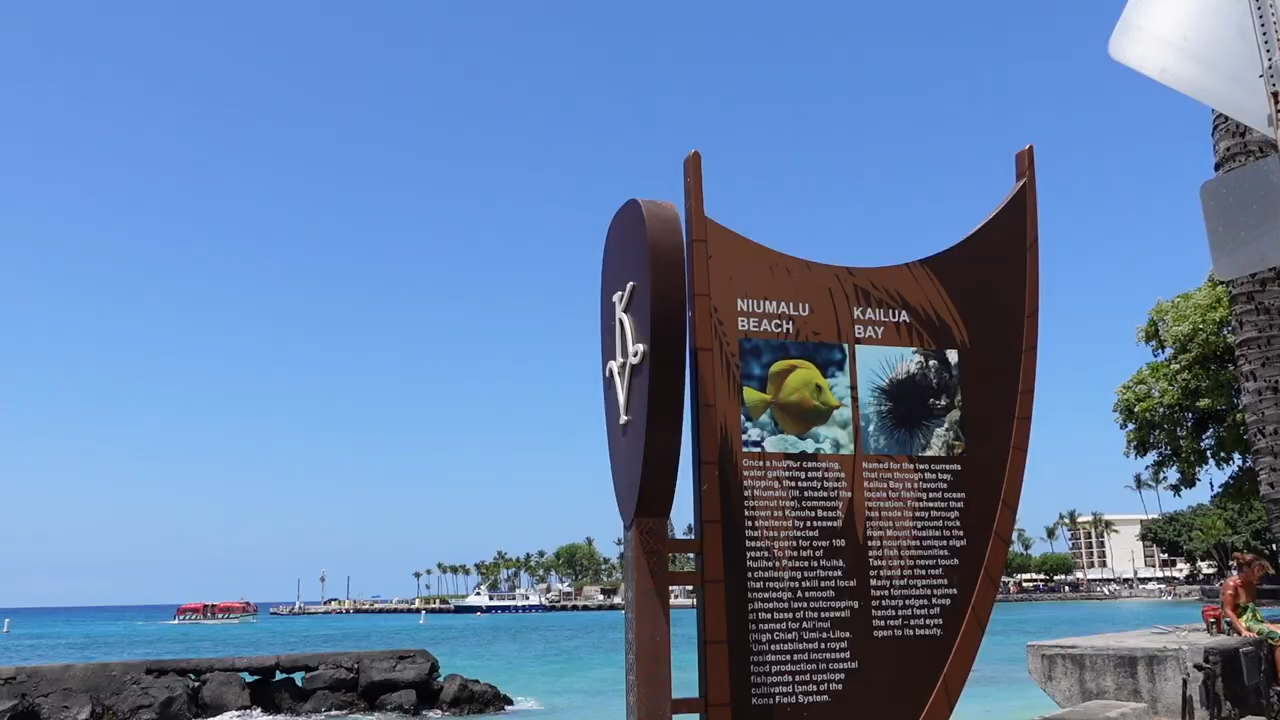 KV
NIUMALU
BEACH
Once a hub for canoeing,
water gathering and some
shipping, the sandy beach
at Niumalu (lit. shade of the
coconut tree), commonly
known as Kanuha Beach,
is sheltered by a seawall
that has protected
beach-goers for over 100
years. To the left of
Hulihe'e Palace is Huihā,
a challenging surfbreak
that requires skill and local
knowledge. A smooth
pāhoehoe lava outcropping
at the base of the seawall
is named for Ali'inui
(High Chief) 'Umi-a-Liloa.
'Umi established a royal
residence and increased
food production in coastal
fishponds and upslope
cultivated lands of the
Kona Field System.
KAILUA
BAY
Named for the two currents
that run through the bay,
Kailua Bay is a favorite
locale for fishing and ocean
recreation. Freshwater that
has made its way through
porous underground rock
from Mount Hualālai to the
sea nourishes unique algal
and fish communities.
Take care to never touch
or stand on the reef.
Many reef organisms
have formidable spines
or sharp edges. Keep
hands and feet off
the reef – and eyes
open to its beauty.